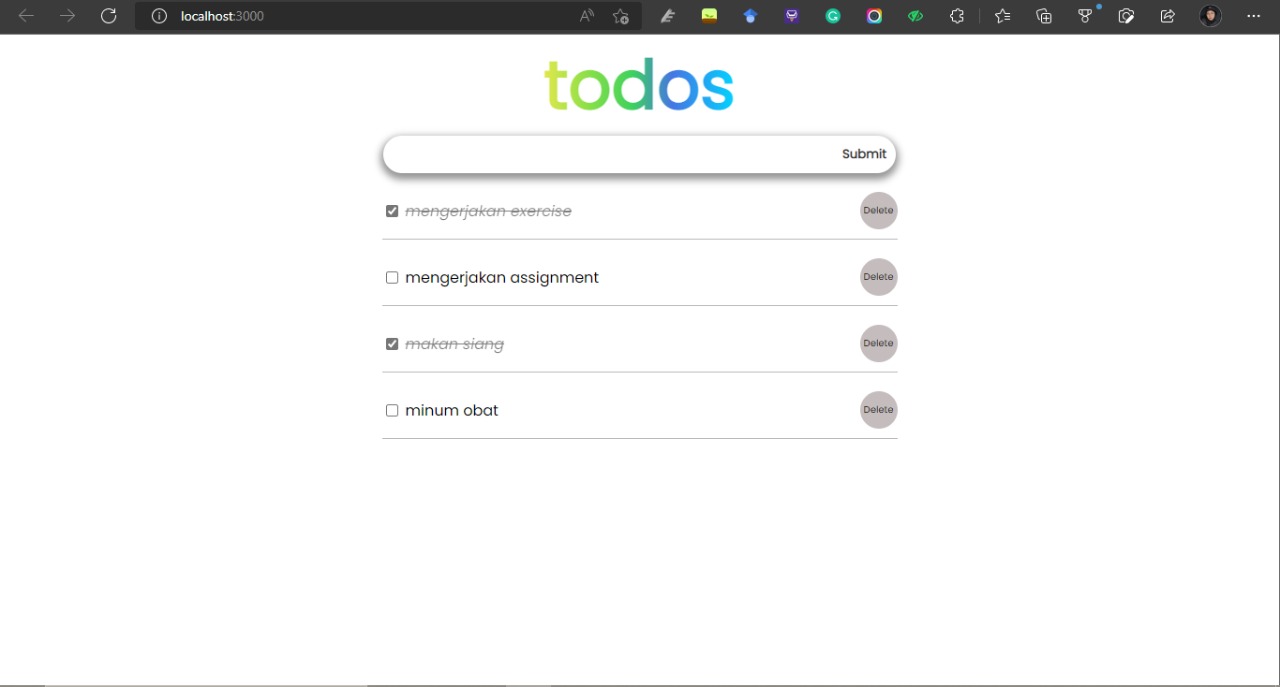 localhost:3000
todos
Submit
mengerjakan exercise
Delete
mengerjakan assignment
Delete
makan siang
Delete
minum obat
Delete